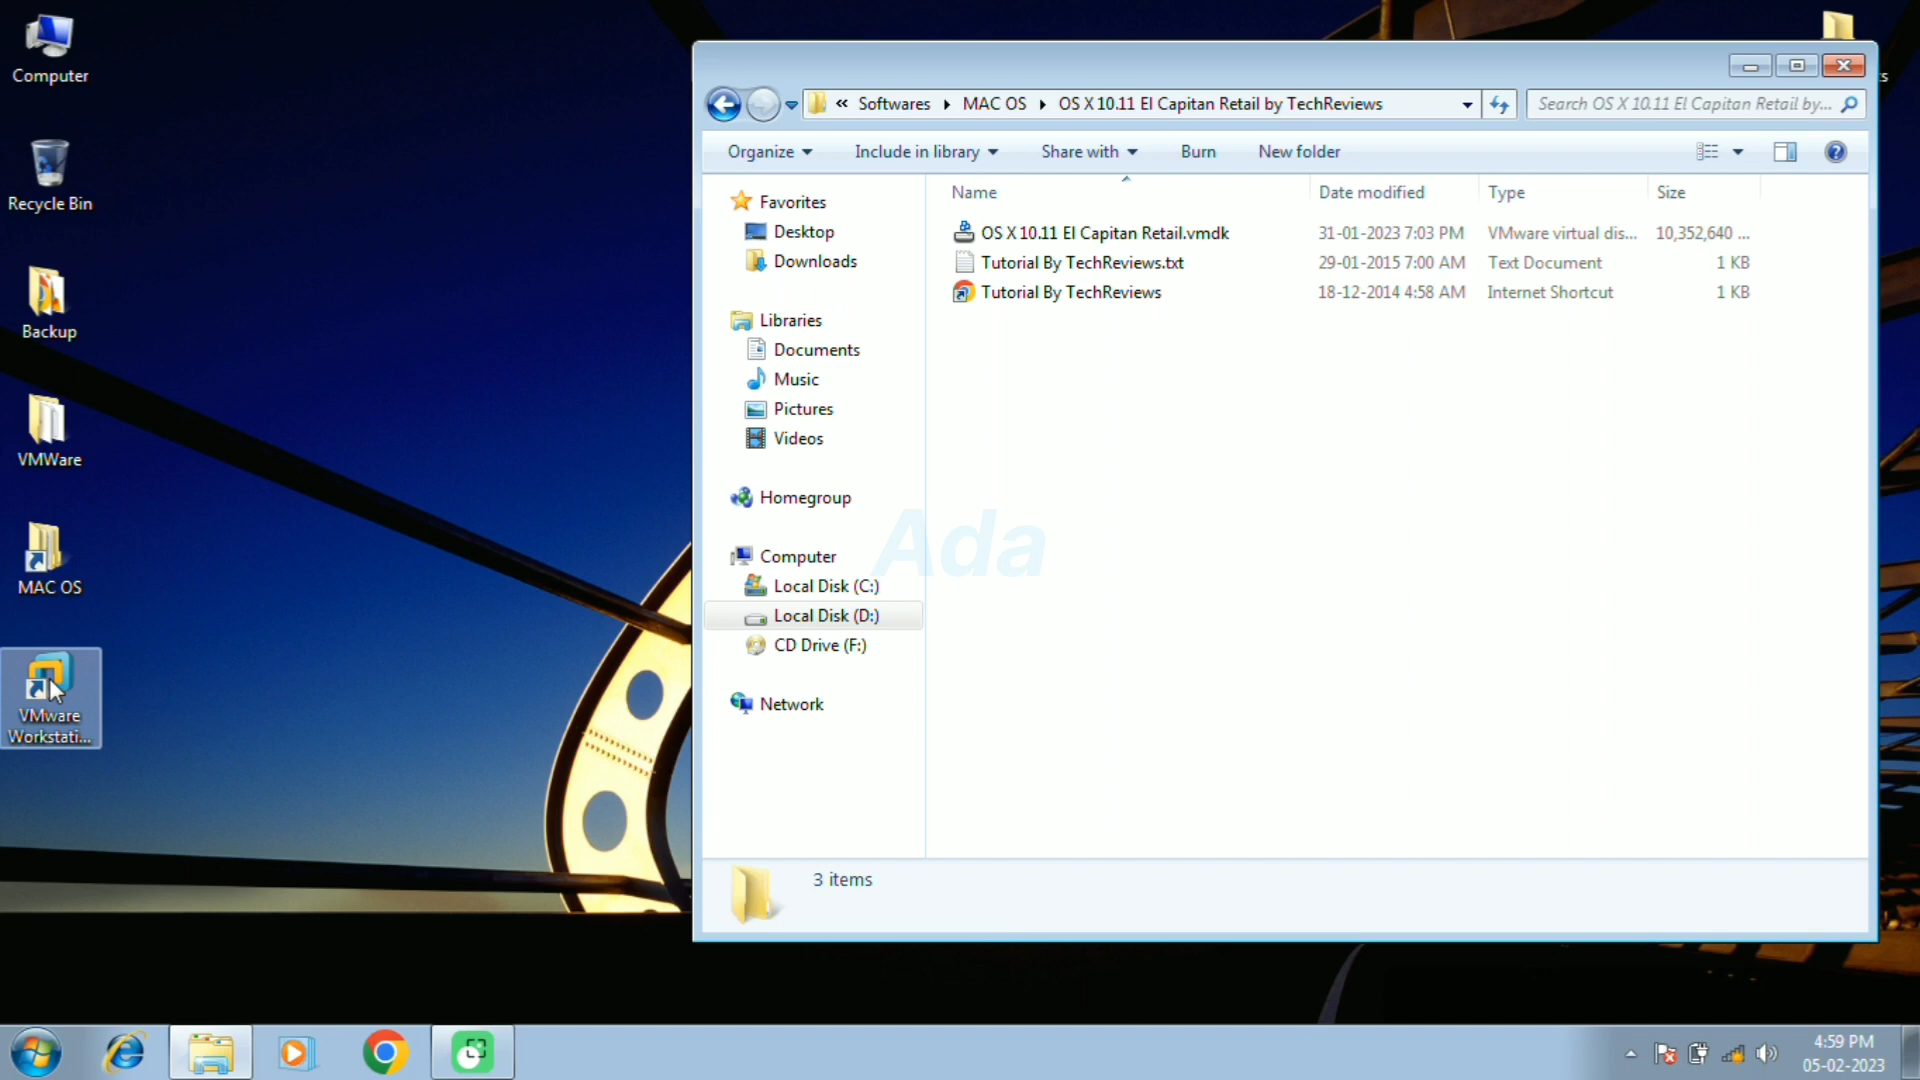 Computer
Recycle Bin
Backup
VMWare
MAC OS
VMware
Workstati...
« Softwares MAC OS OS X 10.11 El Capitan Retail by TechReviews
Search OS X 10.11 El Capitan Retail by...
Organize Include in library Share with Burn New folder
Name Date modified Type Size
OS X 10.11 El Capitan Retail.vmdk 31-01-2023 7:03 PM VMware virtual dis... 10,352,640 ...
Tutorial By TechReviews.txt 29-01-2015 7:00 AM Text Document 1 KB
Tutorial By TechReviews 18-12-2014 4:58 AM Internet Shortcut 1 KB
Favorites
Desktop
Downloads
Libraries
Documents
Music
Pictures
Videos
Homegroup
Computer
Local Disk (C:)
Local Disk (D:)
CD Drive (F:)
Network
Ada
3 items
4:59 PM
05-02-2023